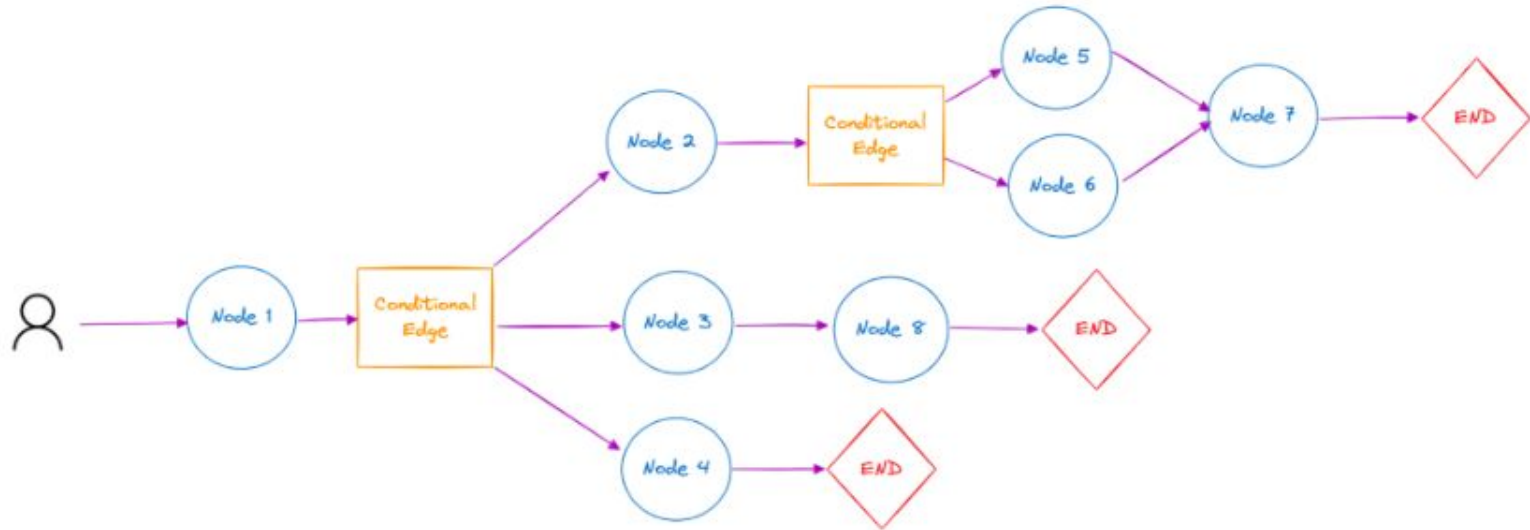 Node 5
Node 2
Conditional
Edge
Node 7
END
Node 6
Node 1
Conditional
Edge
Node 3
Node 8
END
Node 4
END